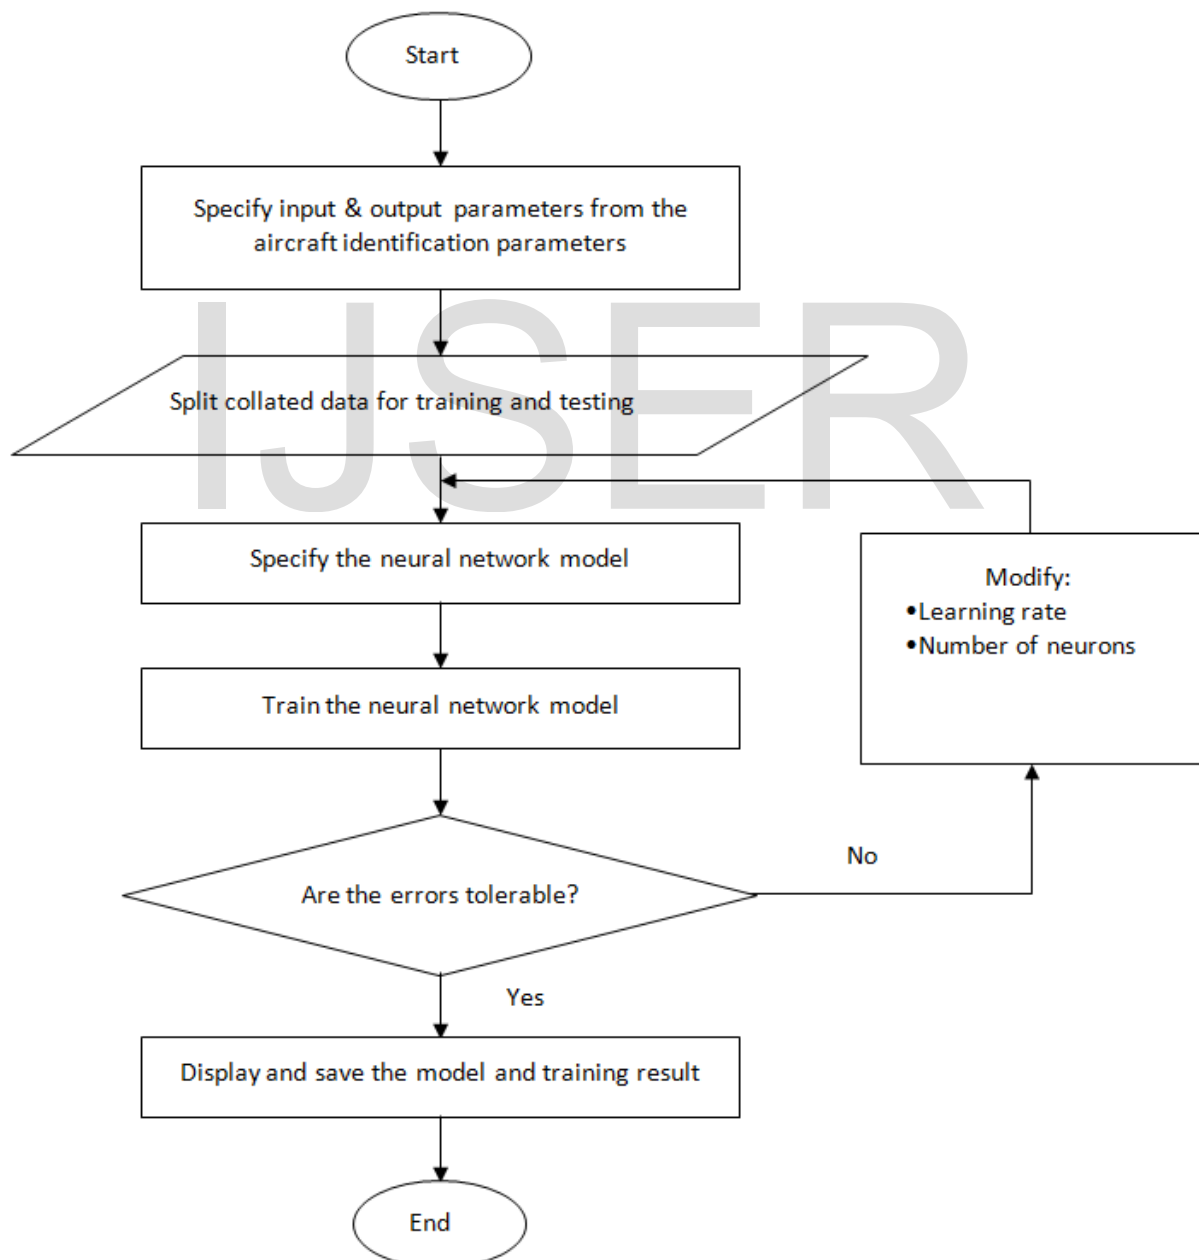 Start
Specify input & output parameters from the
aircraft identification parameters
IJSER
Split collated data for training and testing
Specify the neural network model
Modify:
•Learning rate
•Number of neurons
Train the neural network model
No
Are the errors tolerable?
Yes
Display and save the model and training result
End